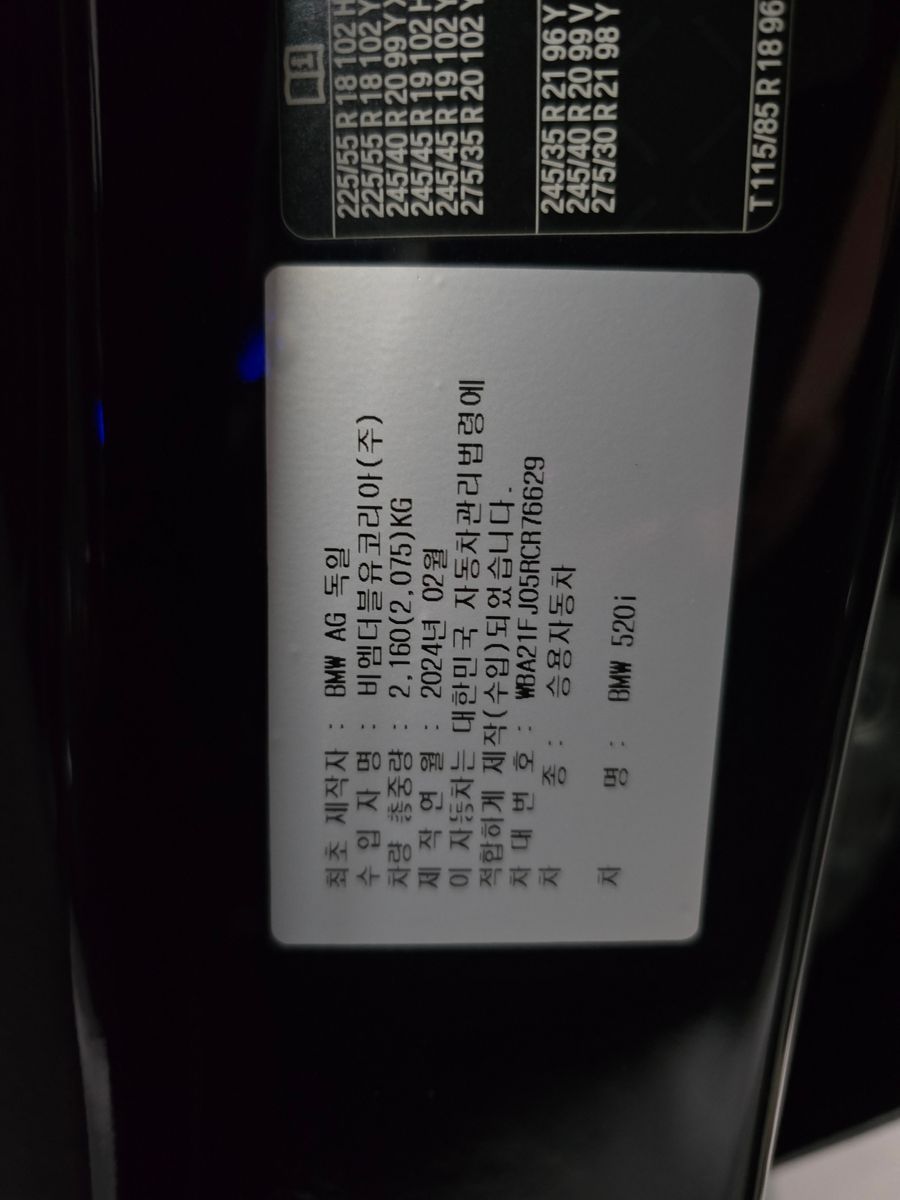 최초 제작자 : BMW AG 독일
수 입 자 명 : 비엠더블유코리아(주)
차량 총중량 : 2,160(2,075)KG
제 작 연 월 : 2024년 02월
이 자동차는 대한민국 자동차관리법령에
적합하게 제작(수입)되었습니다.
차 대 번 호 : WBA21FJ05RCR76629
차 종 : 승용자동차
차 명 : BMW 520i
225/55 R 18 102 H
225/55 R 18 102 Y
245/40 R 20 99 Y
245/45 R 19 102 H
245/45 R 19 102 Y
275/35 R 20 102 Y
245/35 R 21 96 Y
245/40 R 20 99 V
275/30 R 21 98 Y
T115/85 R 18 96